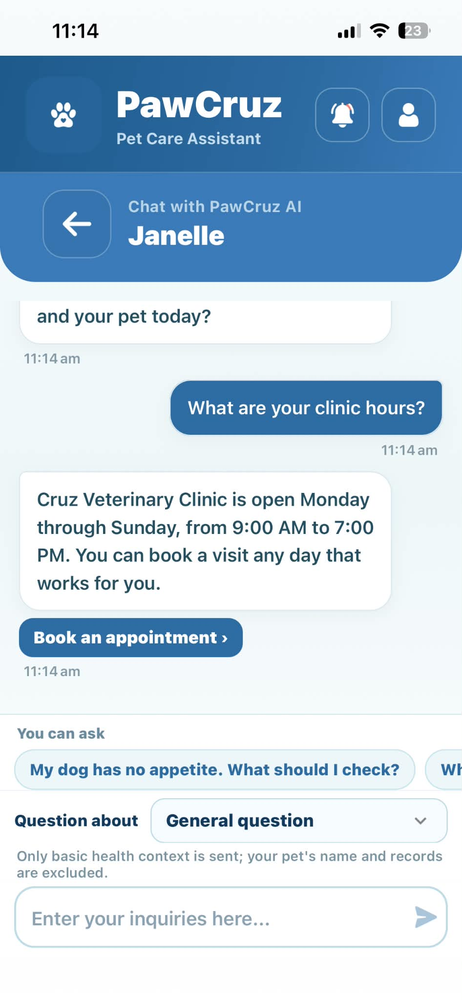 11:14
23
PawCruz
Pet Care Assistant
Chat with PawCruz AI
Janelle
and your pet today?
11:14 am
What are your clinic hours?
11:14 am
Cruz Veterinary Clinic is open Monday
through Sunday, from 9:00 AM to 7:00
PM. You can book a visit any day that
works for you.
Book an appointment ›
11:14 am
You can ask
My dog has no appetite. What should I check?
Question about
General question
Only basic health context is sent; your pet's name and records
are excluded.
Enter your inquiries here...